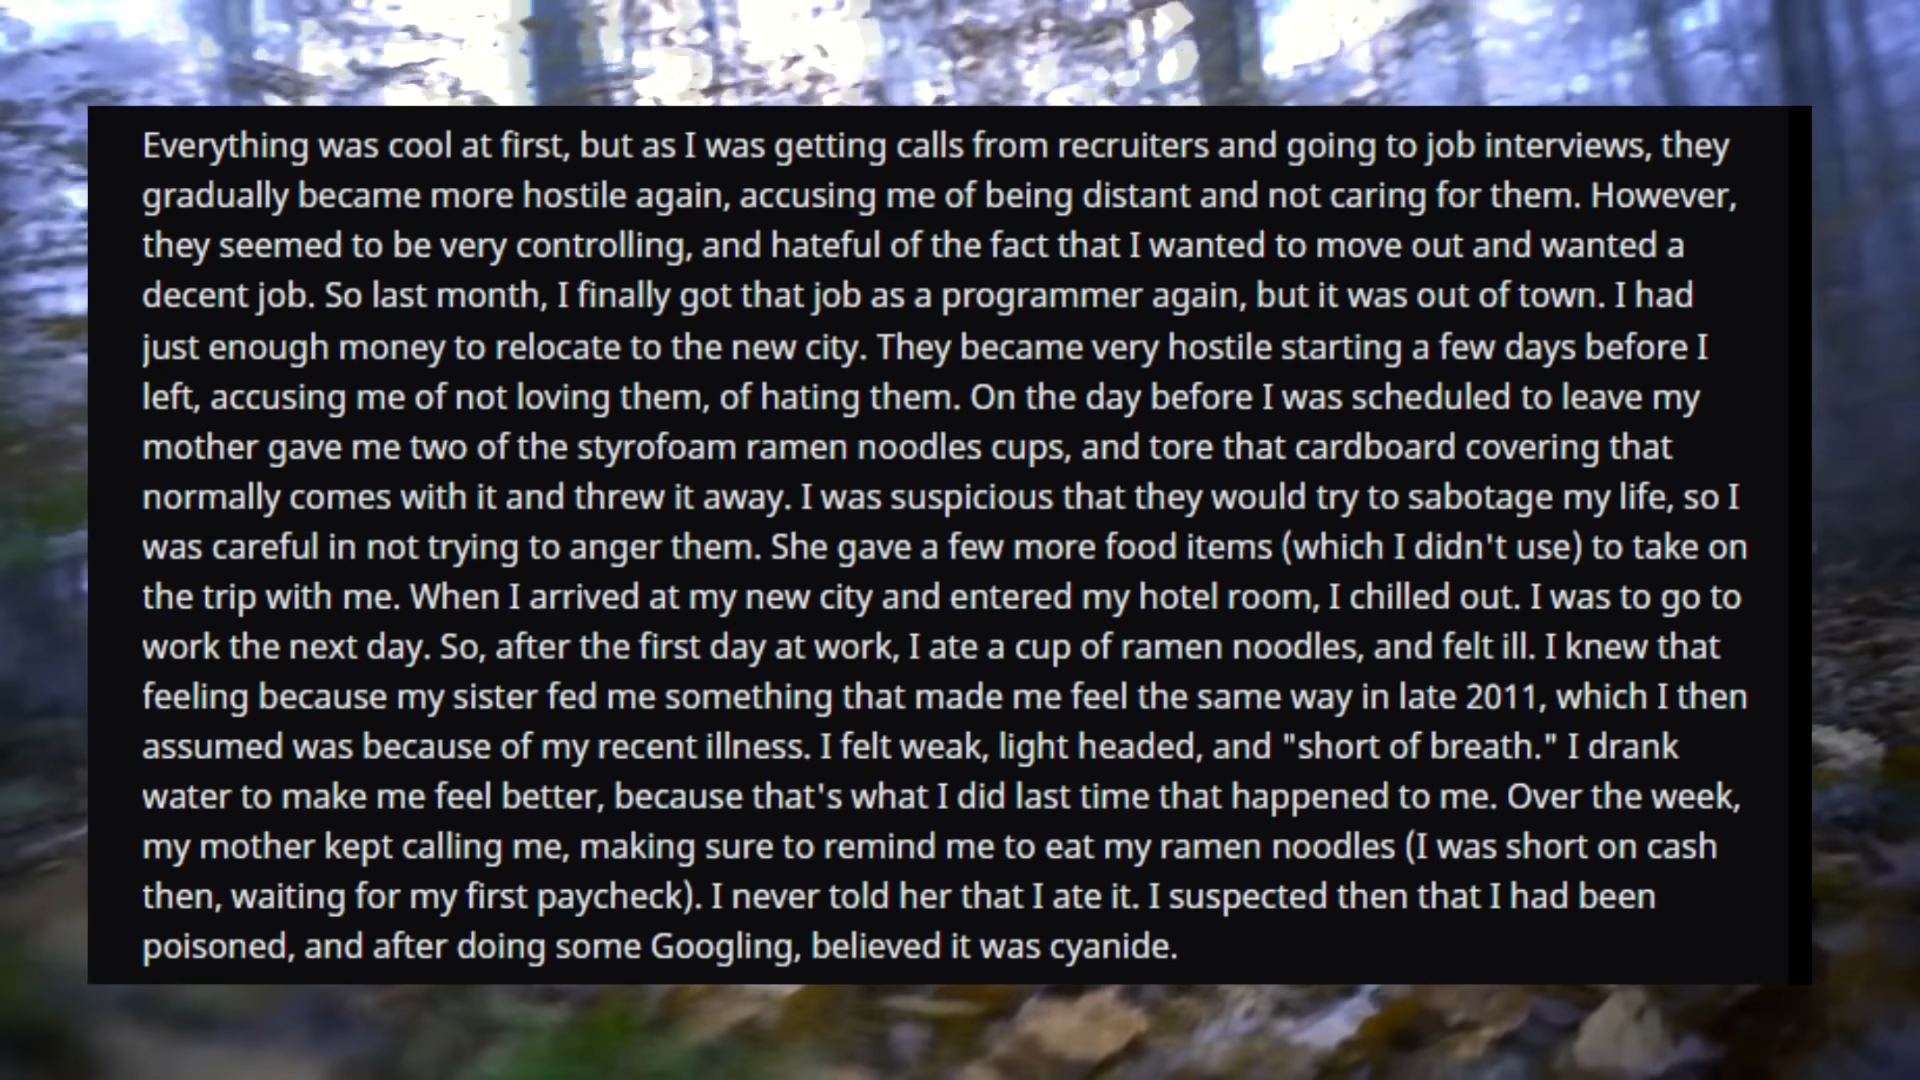 Everything was cool at first, but as I was getting calls from recruiters and going to job interviews, they
gradually became more hostile again, accusing me of being distant and not caring for them. However,
they seemed to be very controlling, and hateful of the fact that I wanted to move out and wanted a
decent job. So last month, I finally got that job as a programmer again, but it was out of town. I had
just enough money to relocate to the new city. They became very hostile starting a few days before I
left, accusing me of not loving them, of hating them. On the day before I was scheduled to leave my
mother gave me two of the styrofoam ramen noodles cups, and tore that cardboard covering that
normally comes with it and threw it away. I was suspicious that they would try to sabotage my life, so I
was careful in not trying to anger them. She gave a few more food items (which I didn't use) to take on
the trip with me. When I arrived at my new city and entered my hotel room, I chilled out. I was to go to
work the next day. So, after the first day at work, I ate a cup of ramen noodles, and felt ill. I knew that
feeling because my sister fed me something that made me feel the same way in late 2011, which I then
assumed was because of my recent illness. I felt weak, light headed, and "short of breath." I drank
water to make me feel better, because that's what I did last time that happened to me. Over the week,
my mother kept calling me, making sure to remind me to eat my ramen noodles (I was short on cash
then, waiting for my first paycheck). I never told her that I ate it. I suspected then that I had been
poisoned, and after doing some Googling, believed it was cyanide.